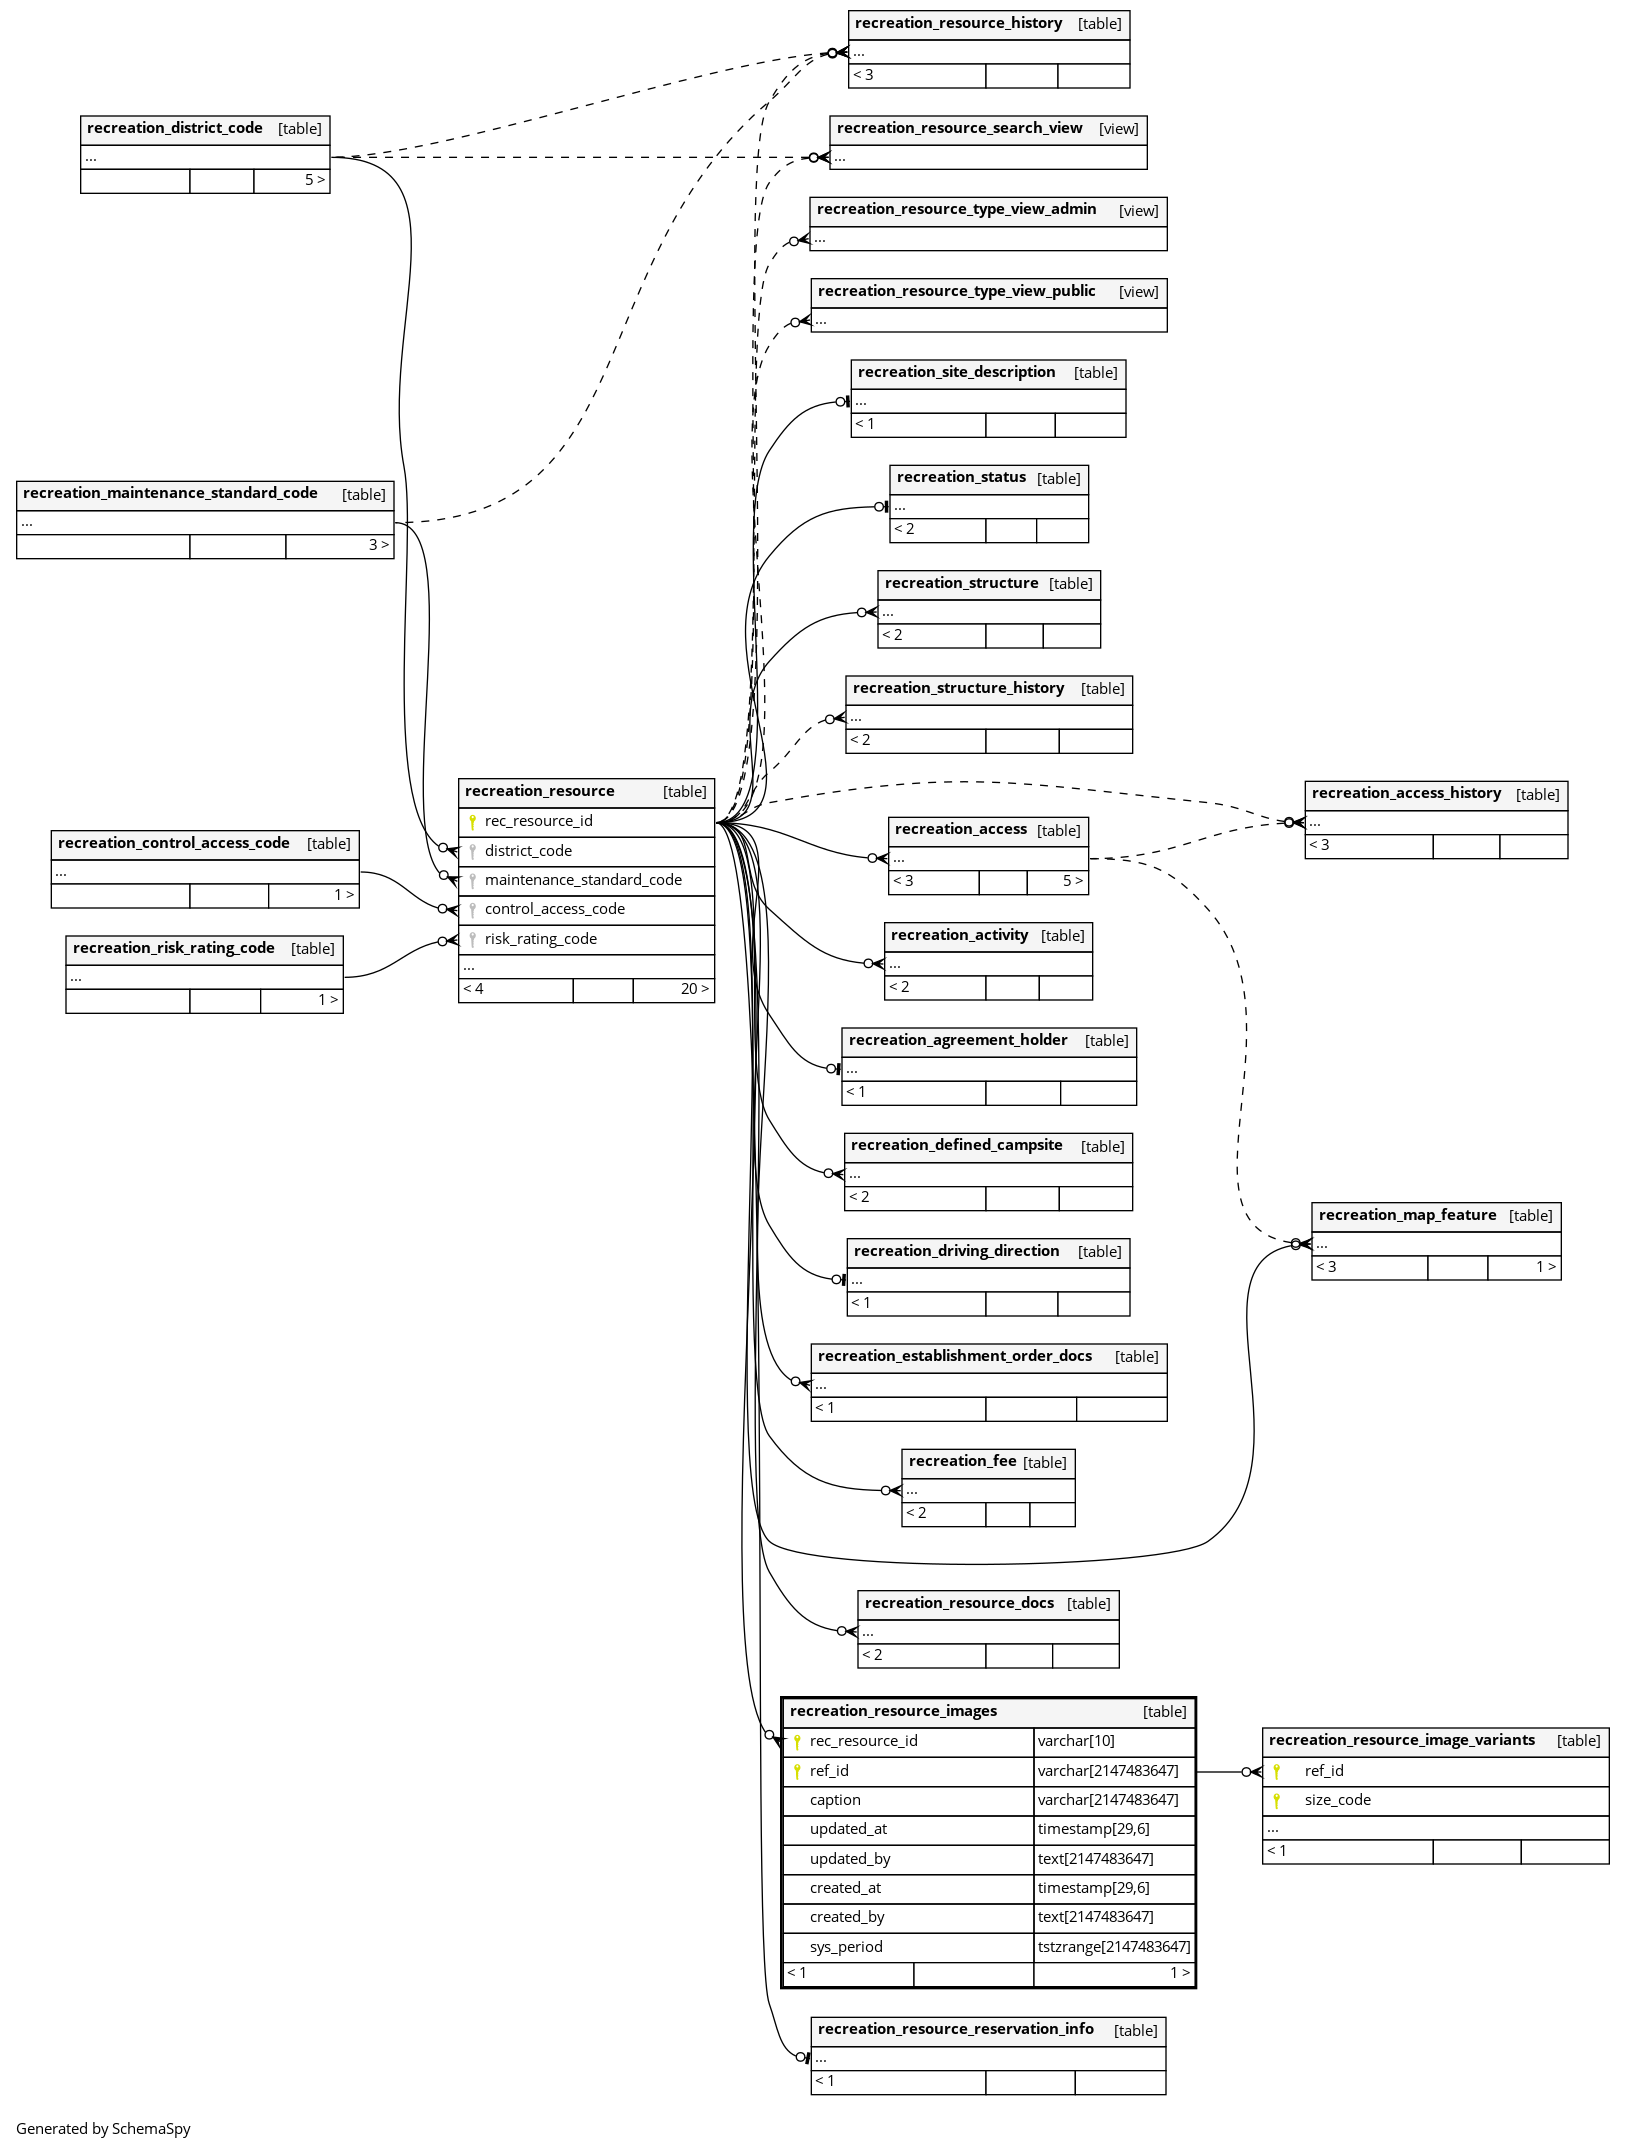 recreation_resource_history [table]
...
< 3
recreation_district_code [table]
...
5 >
recreation_resource_search_view [view]
...
recreation_resource_type_view_admin [view]
...
recreation_resource_type_view_public [view]
...
recreation_site_description [table]
...
< 1
recreation_status [table]
...
< 2
recreation_maintenance_standard_code [table]
...
3 >
recreation_structure [table]
...
< 2
recreation_structure_history [table]
...
< 2
recreation_resource [table]
rec_resource_id
district_code
maintenance_standard_code
control_access_code
risk_rating_code
...
< 4 20 >
recreation_control_access_code [table]
...
1 >
recreation_risk_rating_code [table]
...
1 >
recreation_access_history [table]
...
< 3
recreation_access [table]
...
< 3 5 >
recreation_activity [table]
...
< 2
recreation_agreement_holder [table]
...
< 1
recreation_defined_campsite [table]
...
< 2
recreation_map_feature [table]
...
< 3 1 >
recreation_driving_direction [table]
...
< 1
recreation_establishment_order_docs [table]
...
< 1
recreation_fee [table]
...
< 2
recreation_resource_docs [table]
...
< 2
recreation_resource_images [table]
rec_resource_id varchar[10]
ref_id varchar[2147483647]
caption varchar[2147483647]
updated_at timestamp[29,6]
updated_by text[2147483647]
created_at timestamp[29,6]
created_by text[2147483647]
sys_period tstzrange[2147483647]
< 1 1 >
recreation_resource_image_variants [table]
ref_id
size_code
...
< 1
recreation_resource_reservation_info [table]
...
< 1
Generated by SchemaSpy